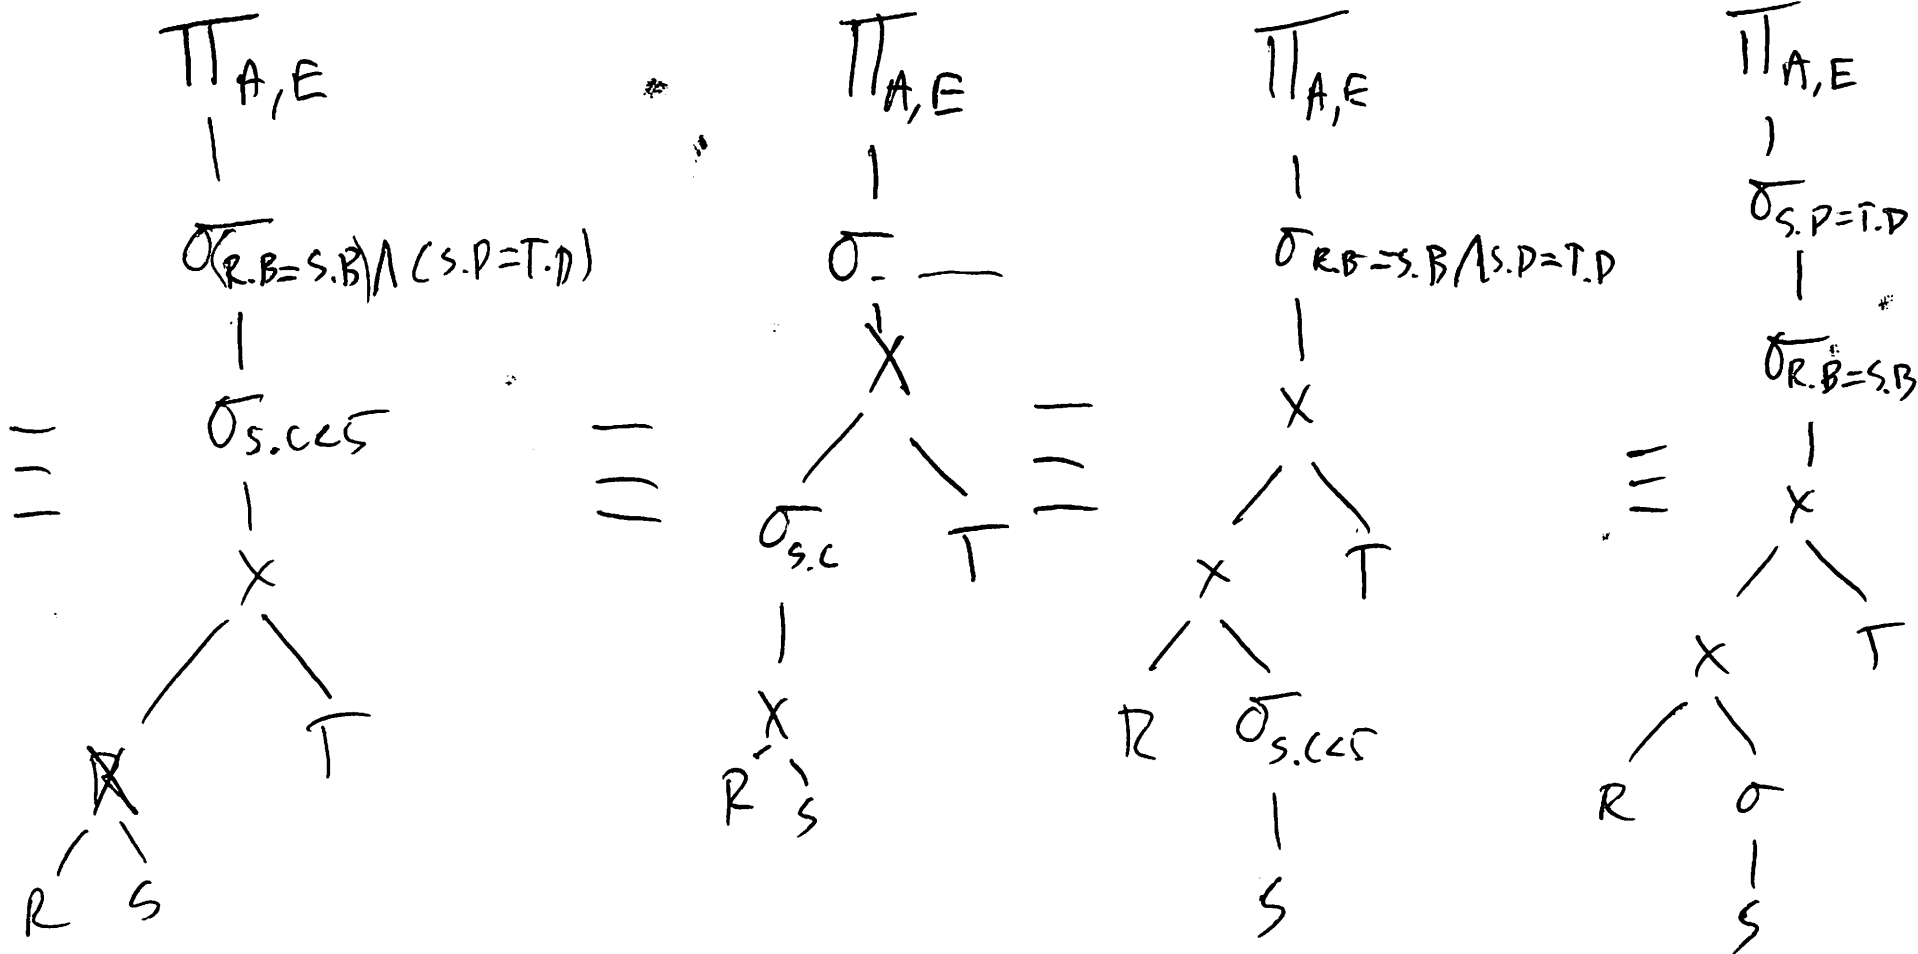 ≡ Π A,E
|
σ (R.B=S.B)∧(S.D=T.D)
|
σ S.C<5
|
X
T
R S
≡ Π A,E
|
σ - —
X
σ S.C T
|
X
R S
≡ Π A,E
|
σ R.B=S.B∧S.D=T.D
|
X
X T
R σ S.C<5
|
S
≡ Π A,E
|
σ S.D=T.D
|
σ R.B=S.B
|
X
X T
R σ
|
S